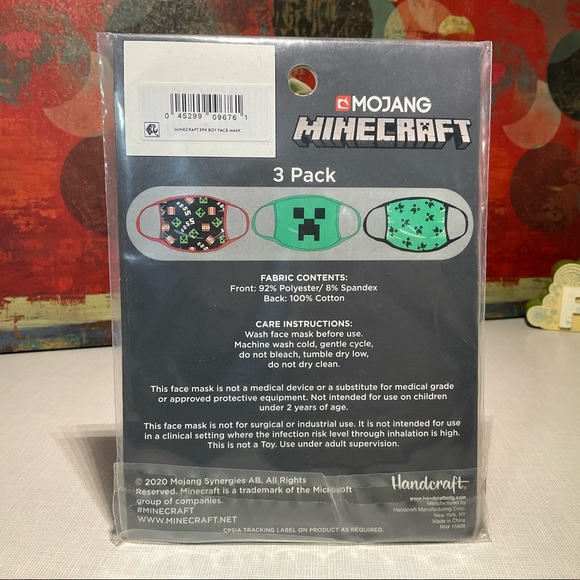 0 45299 09676 1
MINECRAFT 3PK BOY FACE MASK
MOJANG
MINECRAFT
3 Pack
FABRIC CONTENTS:
Front: 92% Polyester/ 8% Spandex
Back: 100% Cotton
CARE INSTRUCTIONS:
Wash face mask before use.
Machine wash cold, gentle cycle,
do not bleach, tumble dry low,
do not dry clean.
This face mask is not a medical device or a substitute for medical grade
or approved protective equipment. Not intended for use on children
under 2 years of age.
This face mask is not for surgical or industrial use. It is not intended for use
in a clinical setting where the infection risk level through inhalation is high.
This is not a Toy. Use under adult supervision.
© 2020 Mojang Synergies AB. All Rights
Reserved. Minecraft is a trademark of the Microsoft
group of companies.
#MINECRAFT
WWW.MINECRAFT.NET
Handcraft
www.handcraftmfg.com
Manufactured by
Handcraft Manufacturing Corp.
New York, NY
Made in China
CPSIA TRACKING LABEL ON PRODUCT AS REQUIRED.